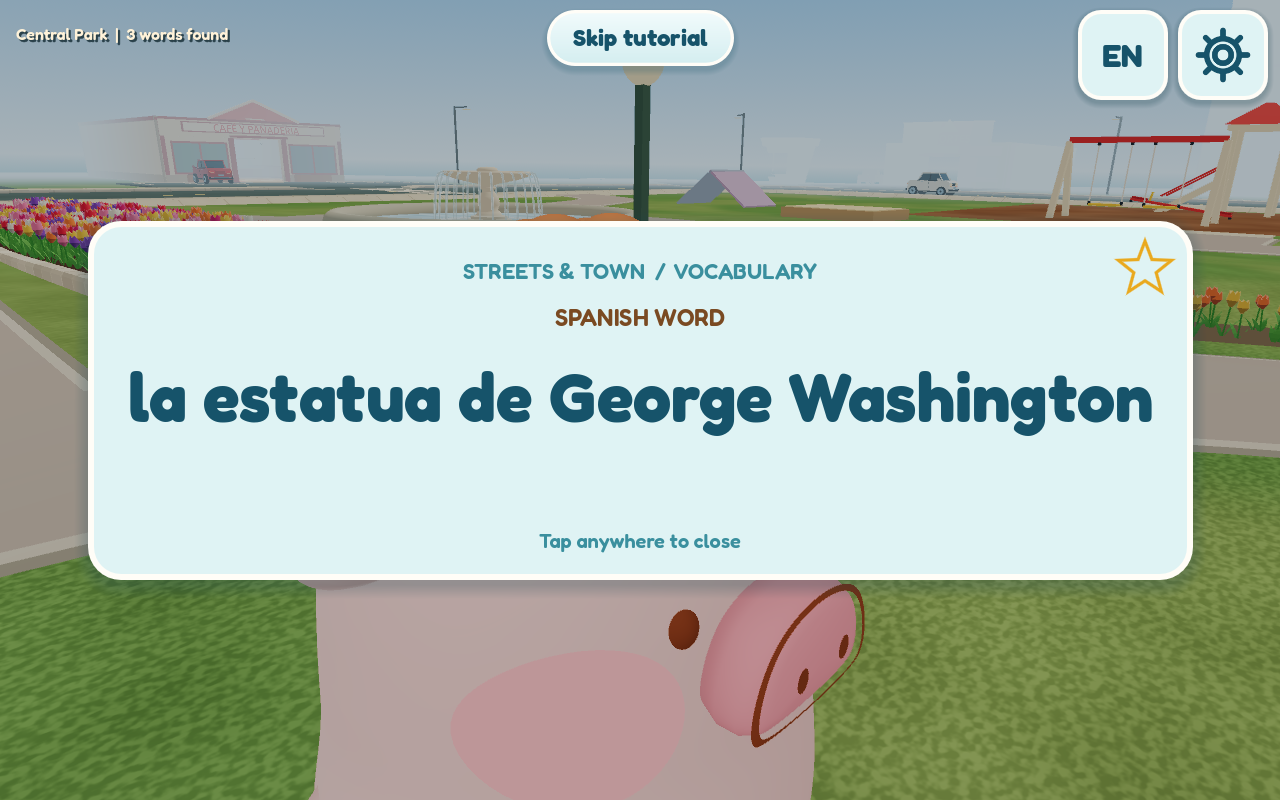 Central Park | 3 words found
Skip tutorial
EN
CAFE Y PANADERIA
STREETS & TOWN / VOCABULARY
SPANISH WORD
la estatua de George Washington
Tap anywhere to close